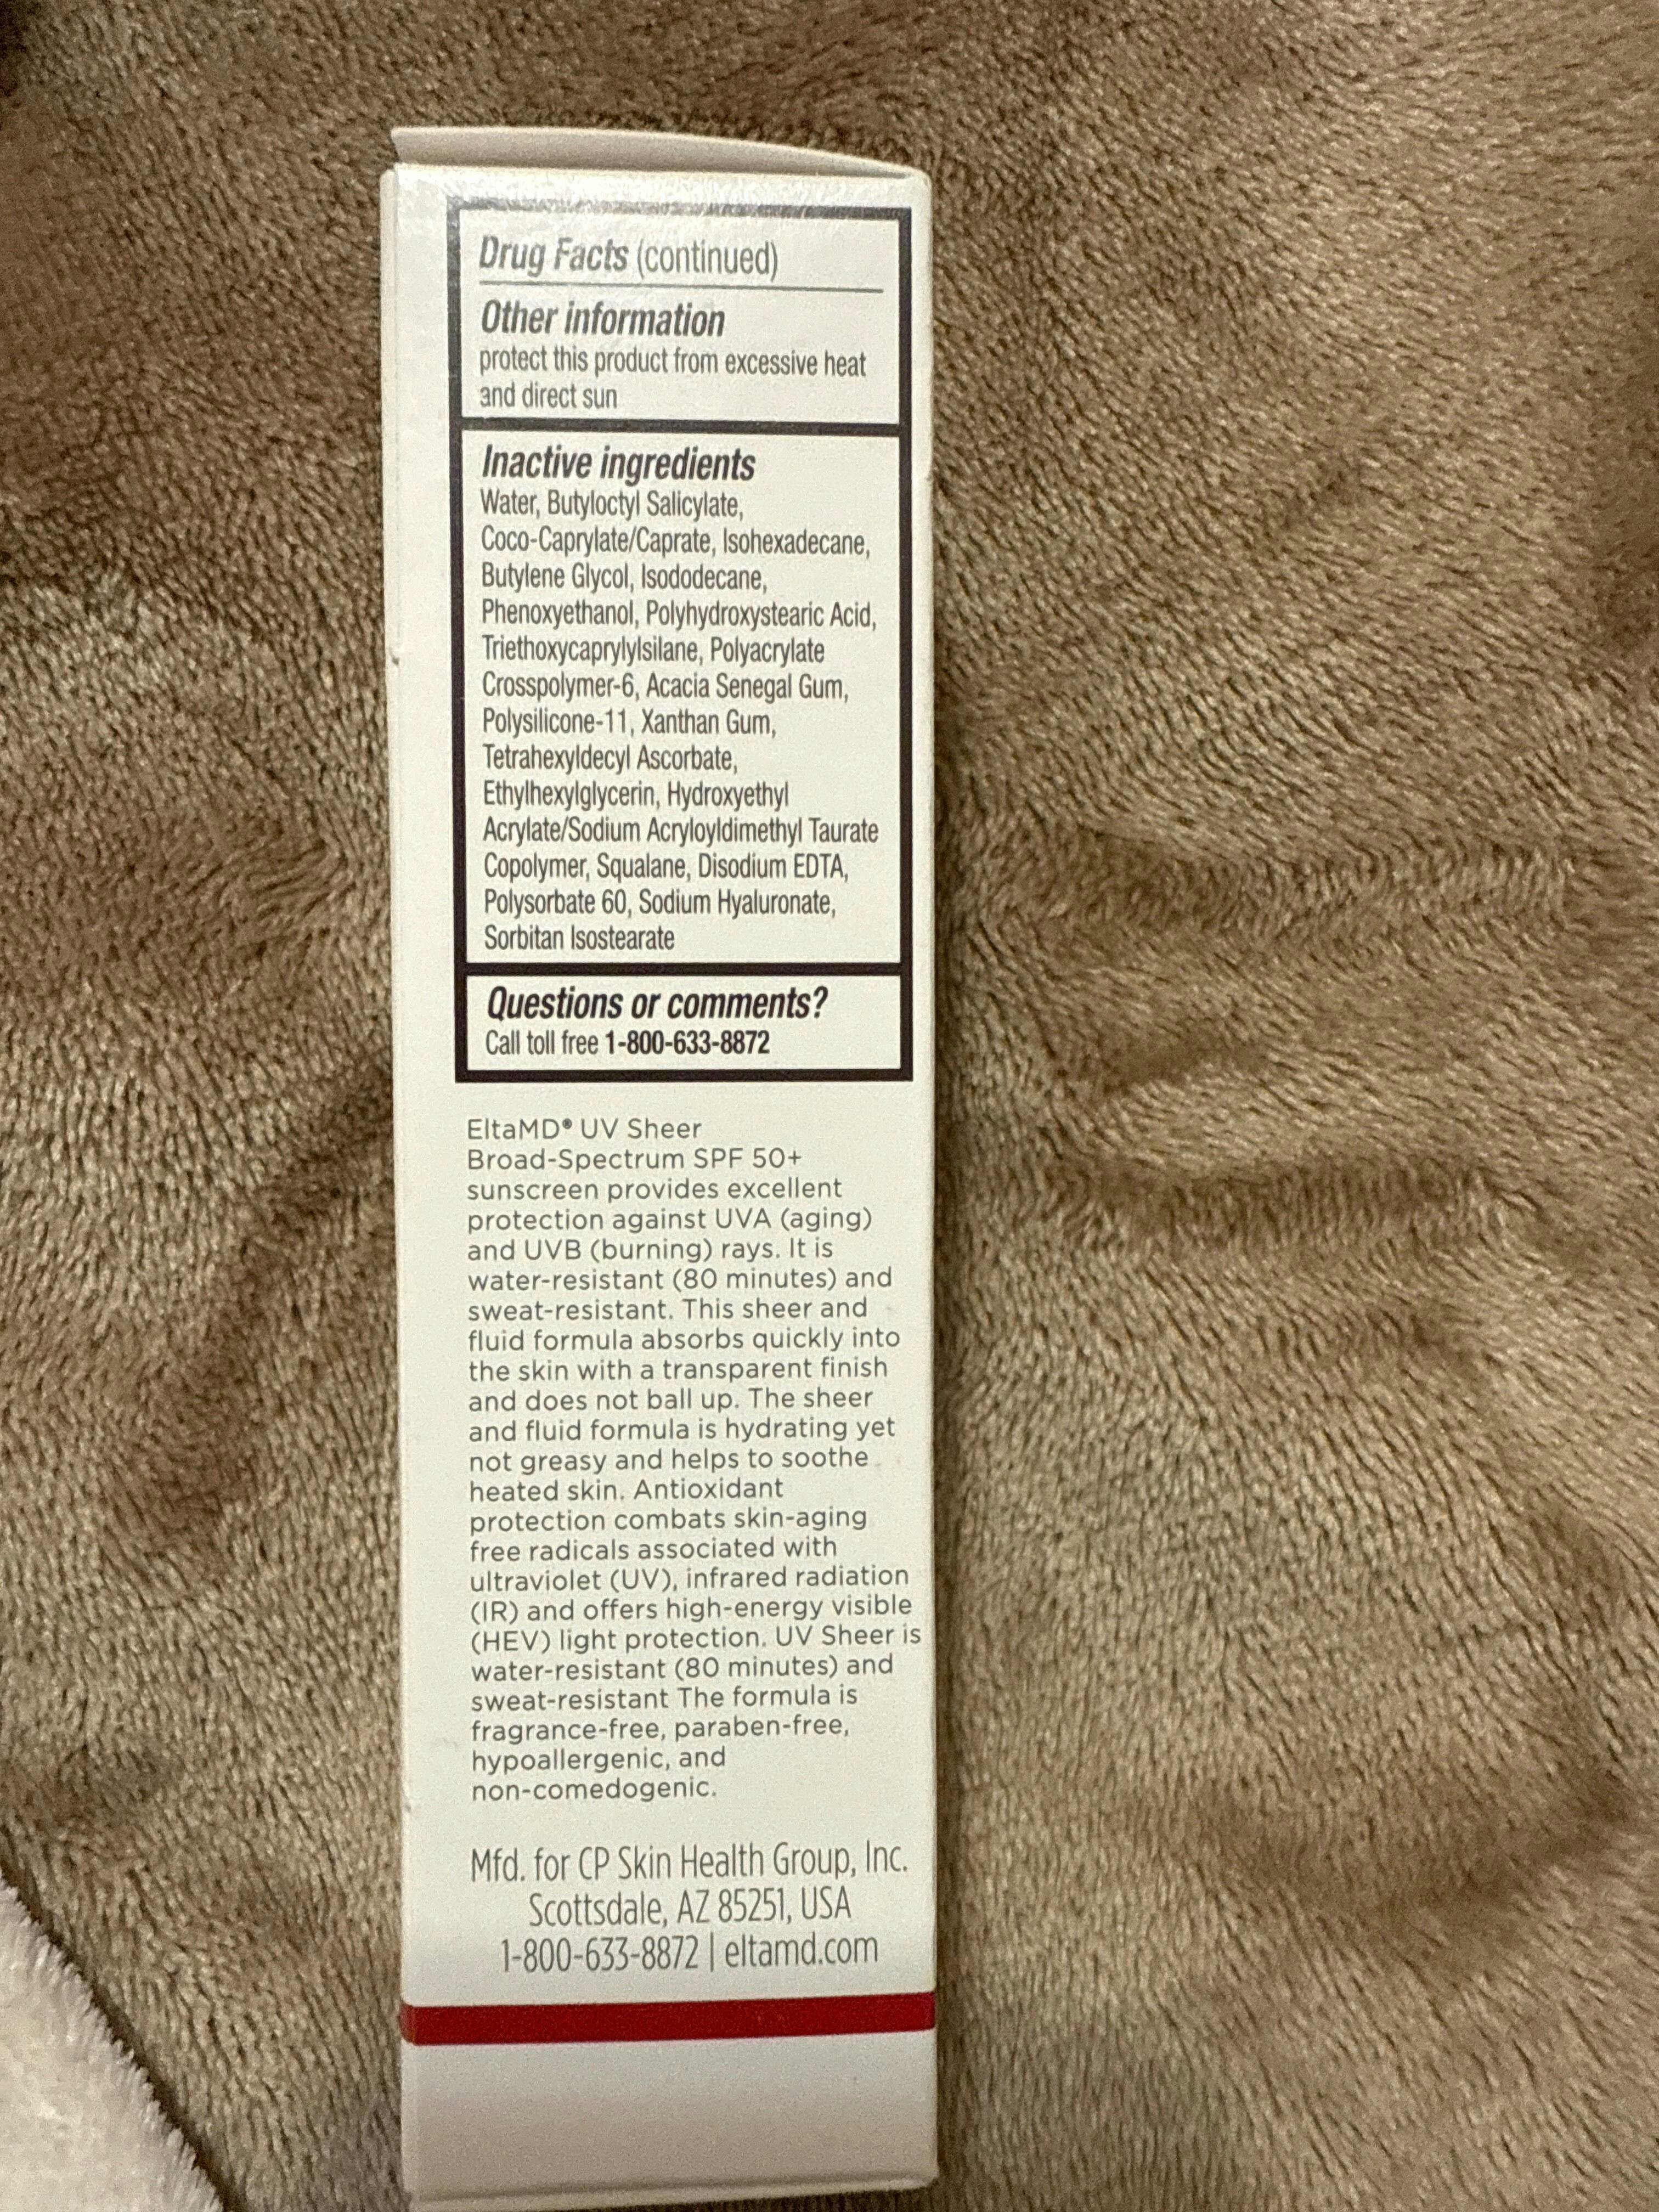 Drug Facts (continued)
Other information
protect this product from excessive heat
and direct sun
Inactive ingredients
Water, Butyloctyl Salicylate,
Coco-Caprylate/Caprate, Isohexadecane,
Butylene Glycol, Isododecane,
Phenoxyethanol, Polyhydroxystearic Acid,
Triethoxycaprylylsilane, Polyacrylate
Crosspolymer-6, Acacia Senegal Gum,
Polysilicone-11, Xanthan Gum,
Tetrahexyldecyl Ascorbate,
Ethylhexylglycerin, Hydroxyethyl
Acrylate/Sodium Acryloyldimethyl Taurate
Copolymer, Squalane, Disodium EDTA,
Polysorbate 60, Sodium Hyaluronate,
Sorbitan Isostearate
Questions or comments?
Call toll free 1-800-633-8872
EltaMD® UV Sheer
Broad-Spectrum SPF 50+
sunscreen provides excellent
protection against UVA (aging)
and UVB (burning) rays. It is
water-resistant (80 minutes) and
sweat-resistant. This sheer and
fluid formula absorbs quickly into
the skin with a transparent finish
and does not ball up. The sheer
and fluid formula is hydrating yet
not greasy and helps to soothe
heated skin. Antioxidant
protection combats skin-aging
free radicals associated with
ultraviolet (UV), infrared radiation
(IR) and offers high-energy visible
(HEV) light protection. UV Sheer is
water-resistant (80 minutes) and
sweat-resistant The formula is
fragrance-free, paraben-free,
hypoallergenic, and
non-comedogenic.
Mfd. for CP Skin Health Group, Inc.
Scottsdale, AZ 85251, USA
1-800-633-8872 | eltamd.com